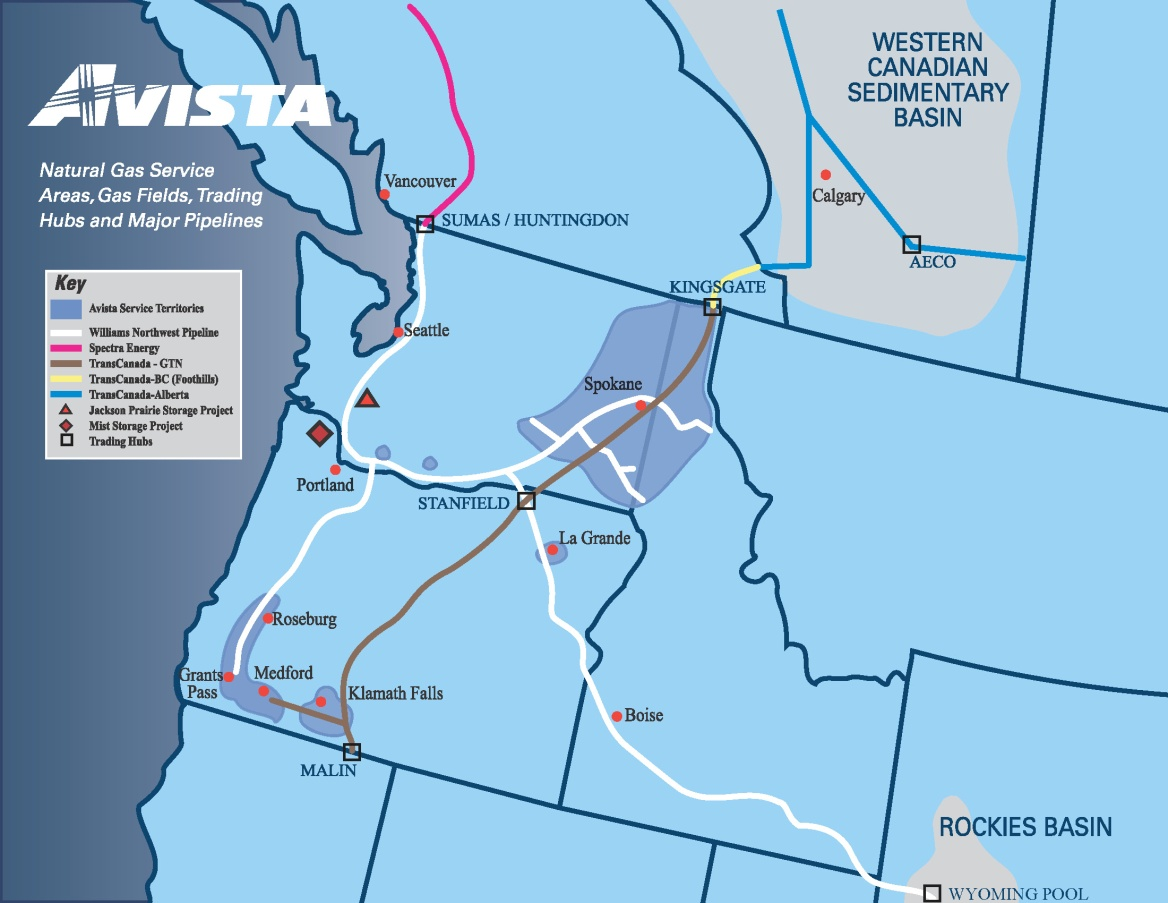 AVISTA
Natural Gas Service
Areas, Gas Fields, Trading
Hubs and Major Pipelines
Key
Avista Service Territories
Williams Northwest Pipeline
Spectra Energy
TransCanada - GTN
TransCanada-BC (Foothills)
TransCanada-Alberta
Jackson Prairie Storage Project
Mist Storage Project
Trading Hubs
WESTERN
CANADIAN
SEDIMENTARY
BASIN
Vancouver
SUMAS / HUNTINGDON
Calgary
AECO
KINGSGATE
Seattle
Spokane
Portland
STANFIELD
La Grande
Roseburg
Grants
Pass
Medford
Klamath Falls
Boise
MALIN
ROCKIES BASIN
WYOMING POOL